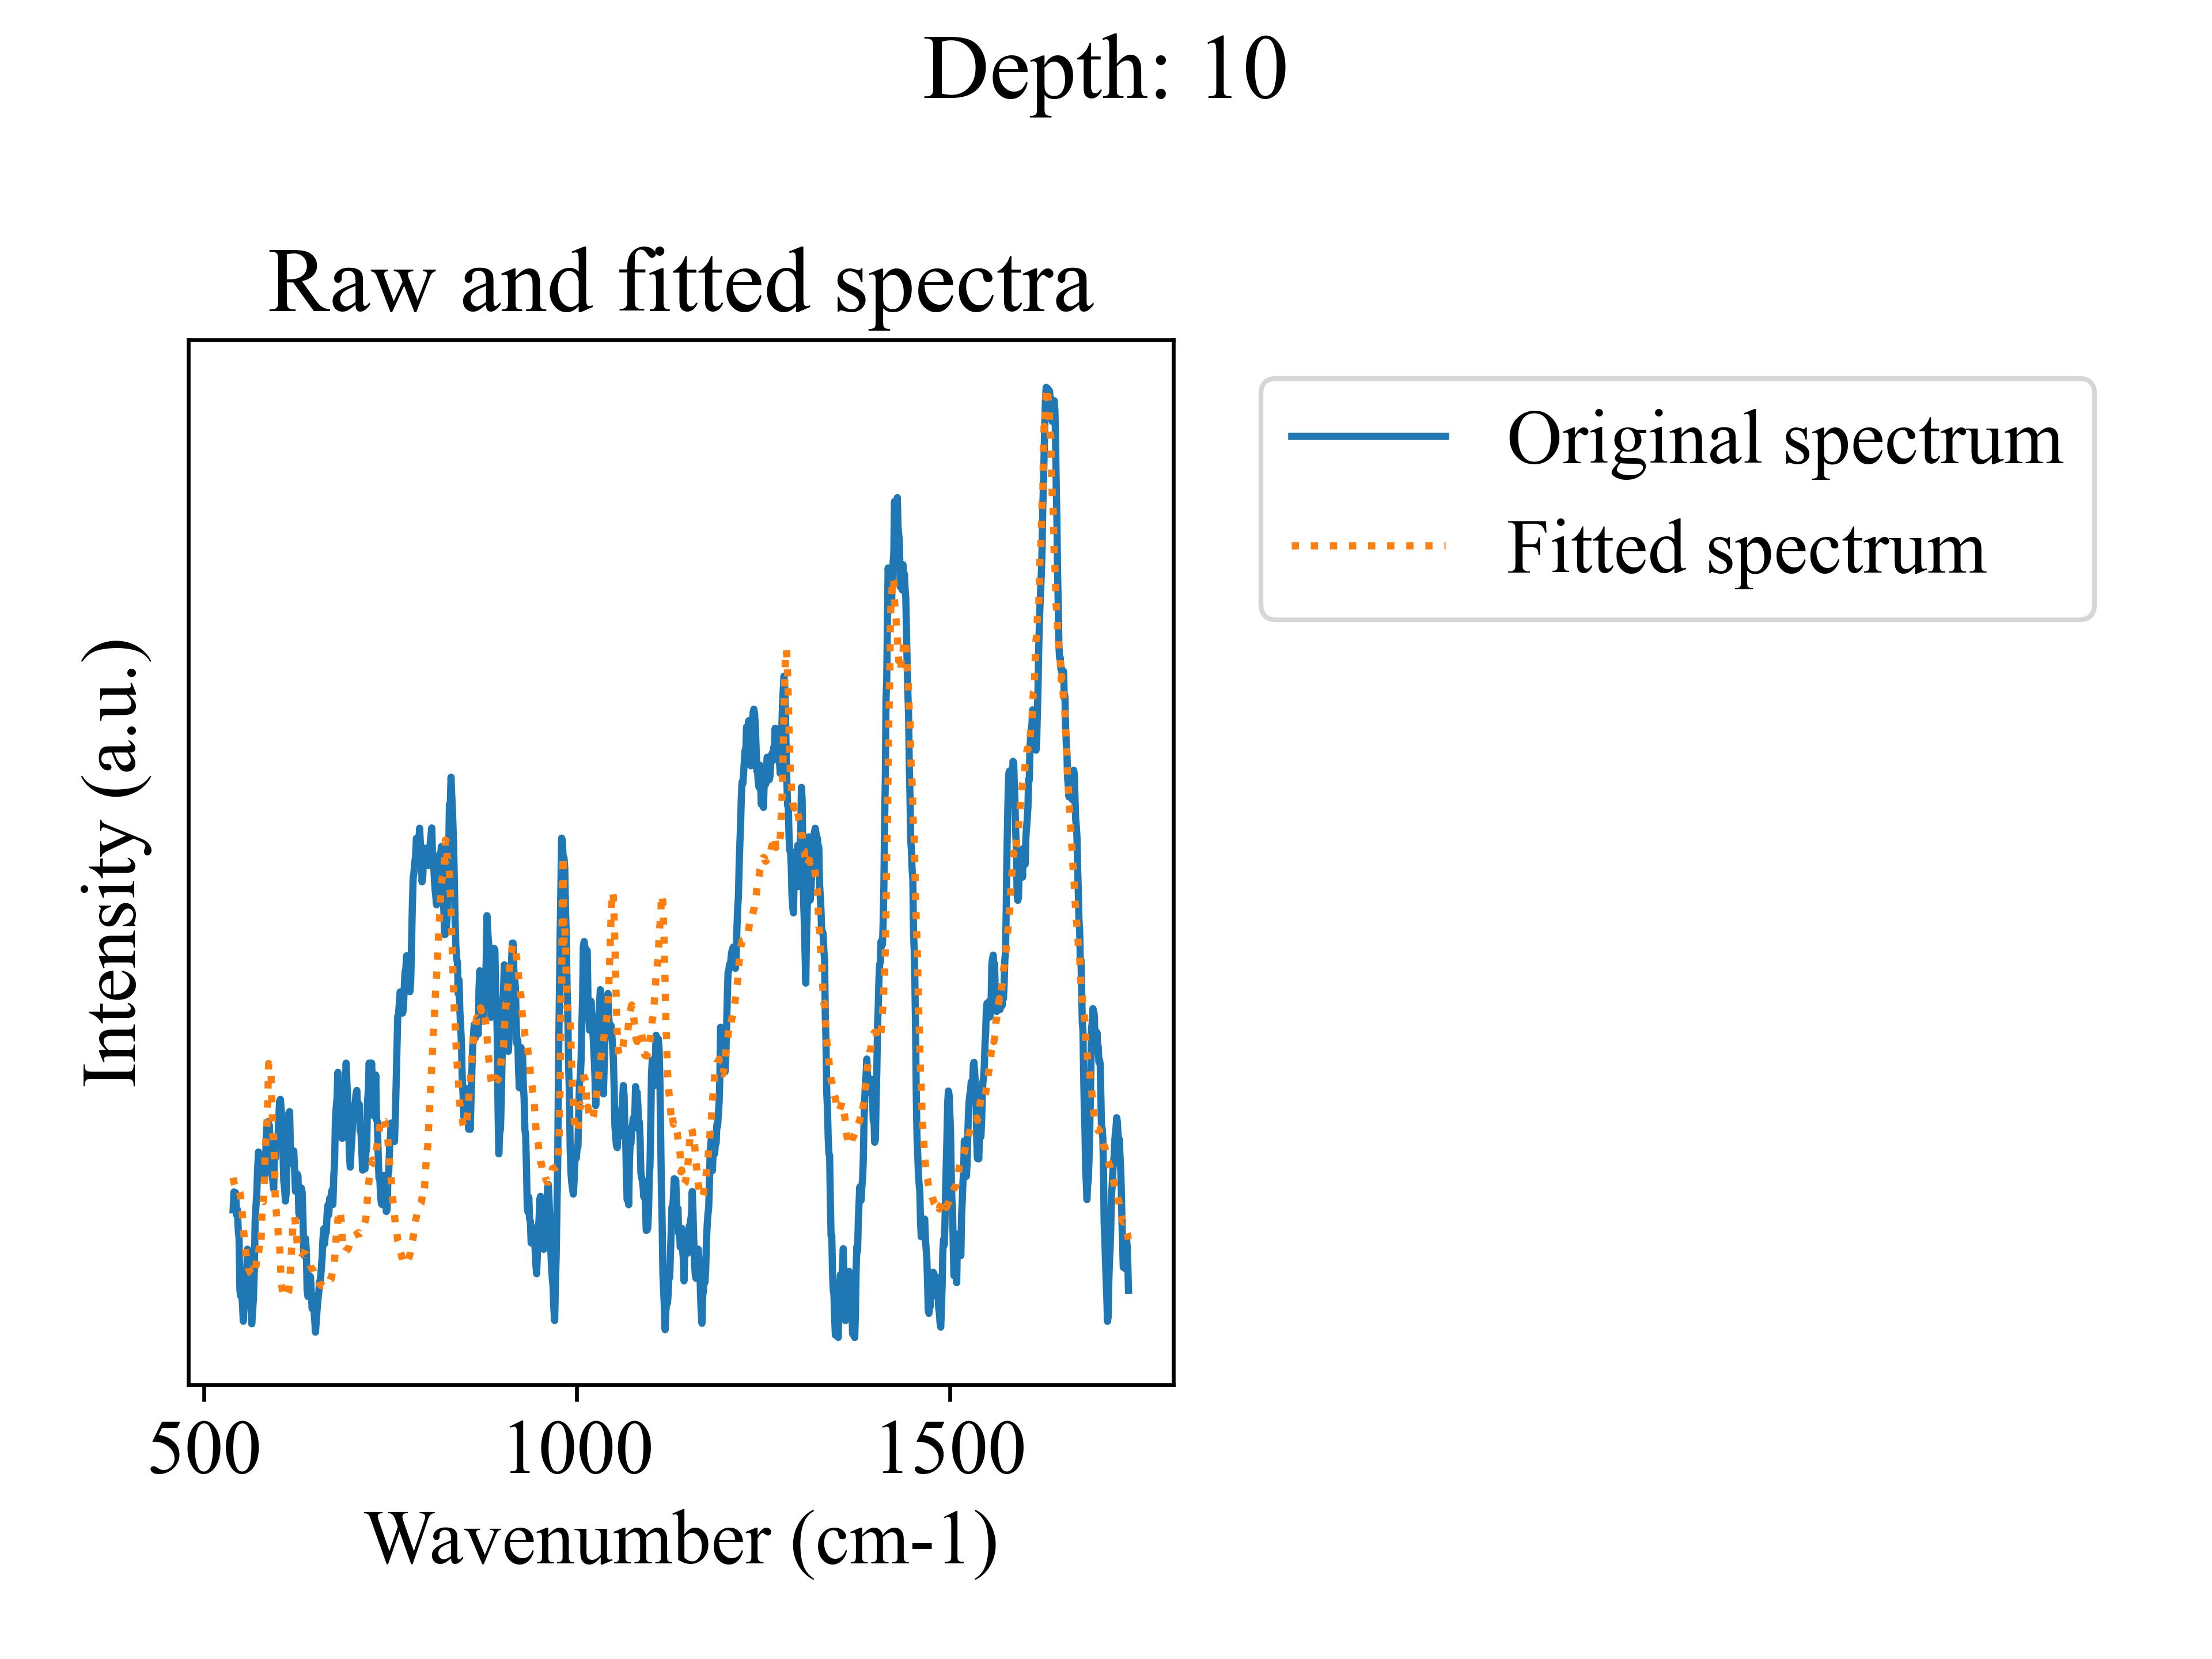 Depth: 10
Raw and fitted spectra
Original spectrum
Fitted spectrum
Intensity (a.u.)
500 1000 1500
Wavenumber (cm-1)